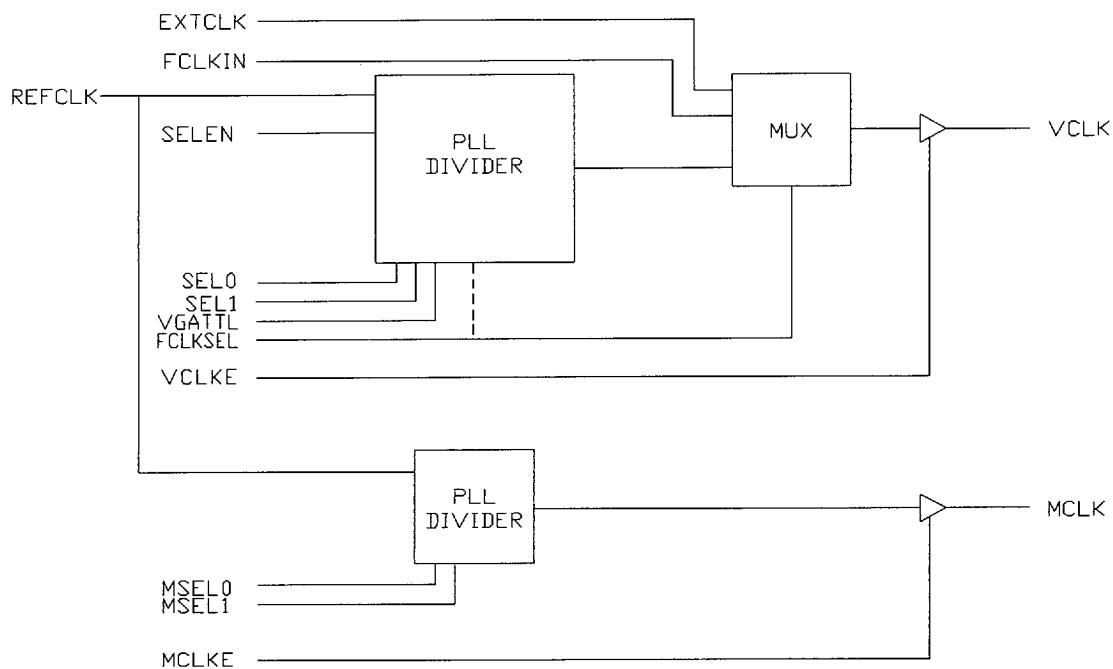 EXTCLK
FCLKIN
REFCLK
SELEN
PLL
DIVIDER
MUX
VCLK
SEL0
SEL1
VGATTL
FCLKSEL
VCLKE
PLL
DIVIDER
MCLK
MSEL0
MSEL1
MCLKE